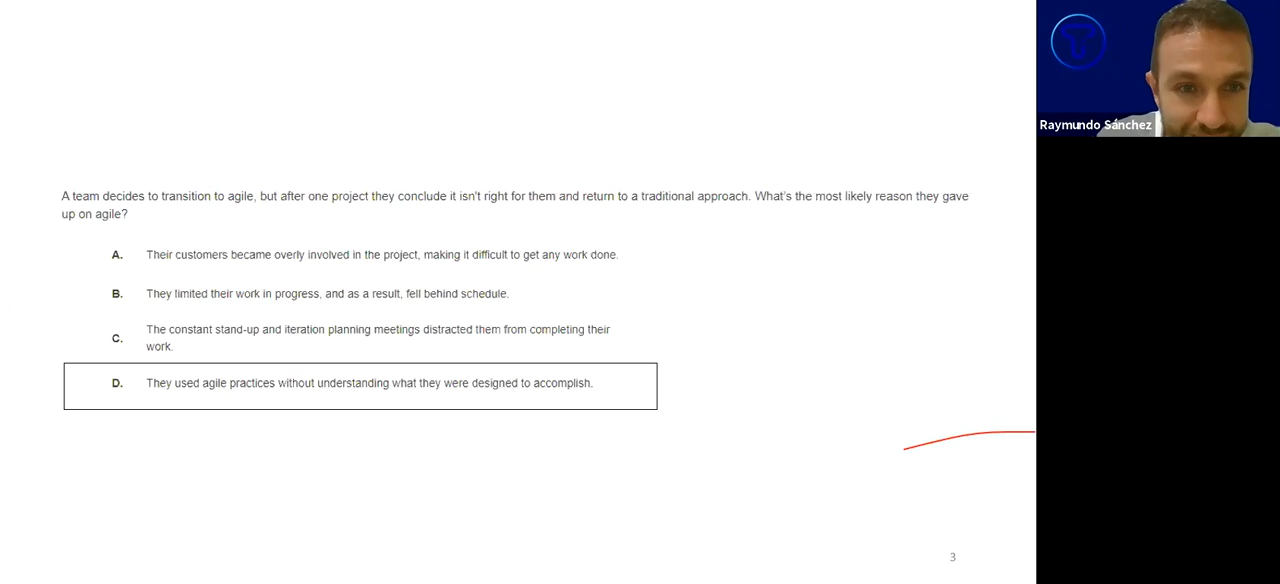 Raymundo Sánchez
A team decides to transition to agile, but after one project they conclude it isn't right for them and return to a traditional approach. What's the most likely reason they gave
up on agile?
A. Their customers became overly involved in the project, making it difficult to get any work done.
B. They limited their work in progress, and as a result, fell behind schedule.
C. The constant stand-up and iteration planning meetings distracted them from completing their
work.
D. They used agile practices without understanding what they were designed to accomplish.
3